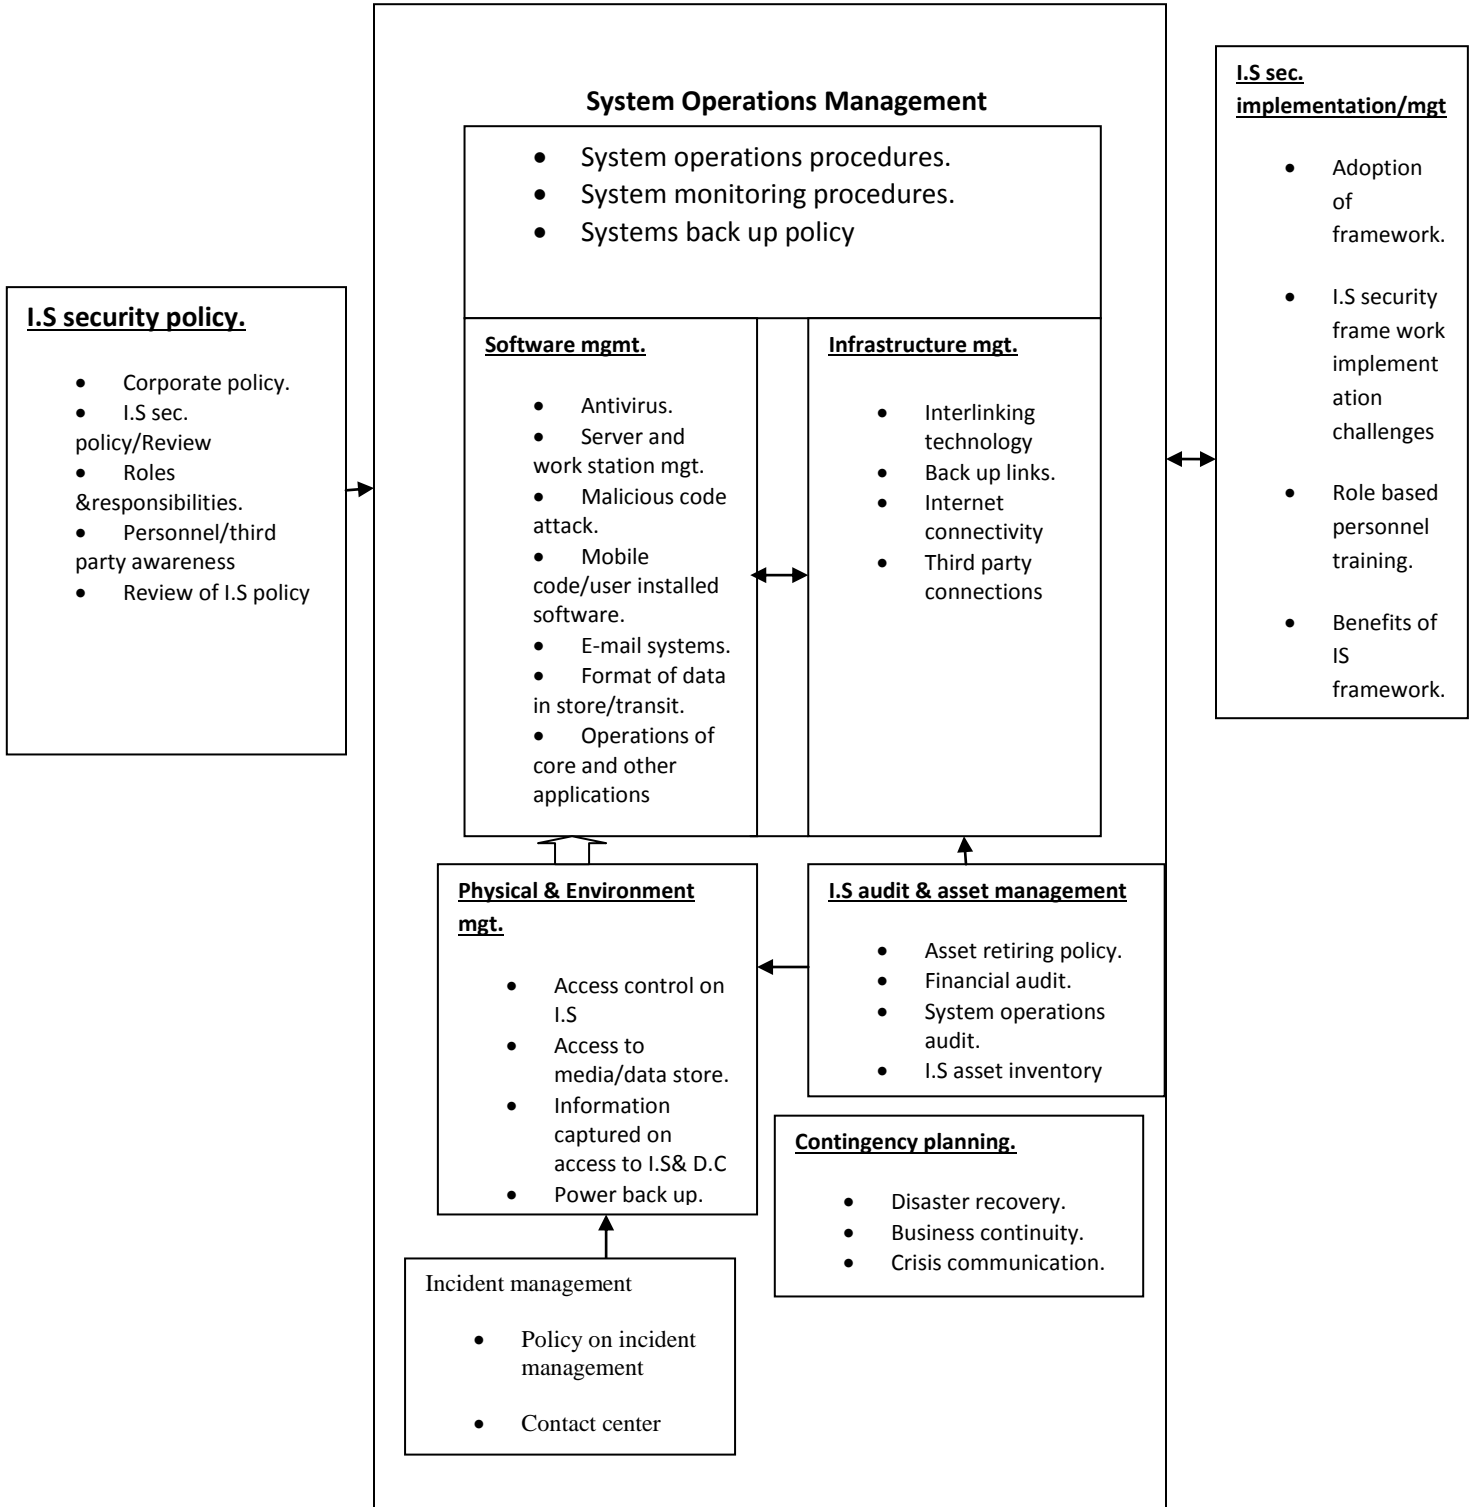 System Operations Management
• System operations procedures.
• System monitoring procedures.
• Systems back up policy
I.S security policy.
• Corporate policy.
• I.S sec.
policy/Review
• Roles
&responsibilities.
• Personnel/third
party awareness
• Review of I.S policy
Software mgmt.
• Antivirus.
• Server and
work station mgt.
• Malicious code
attack.
• Mobile
code/user installed
software.
• E-mail systems.
• Format of data
in store/transit.
• Operations of
core and other
applications
Infrastructure mgt.
• Interlinking
technology
• Back up links.
• Internet
connectivity
• Third party
connections
I.S sec.
implementation/mgt
• Adoption
of
framework.
• I.S security
frame work
implement
ation
challenges
• Role based
personnel
training.
• Benefits of
IS
framework.
Physical & Environment
mgt.
• Access control on
I.S
• Access to
media/data store.
• Information
captured on
access to I.S& D.C
• Power back up.
I.S audit & asset management
• Asset retiring policy.
• Financial audit.
• System operations
audit.
• I.S asset inventory
Contingency planning.
• Disaster recovery.
• Business continuity.
• Crisis communication.
Incident management
• Policy on incident
management
• Contact center